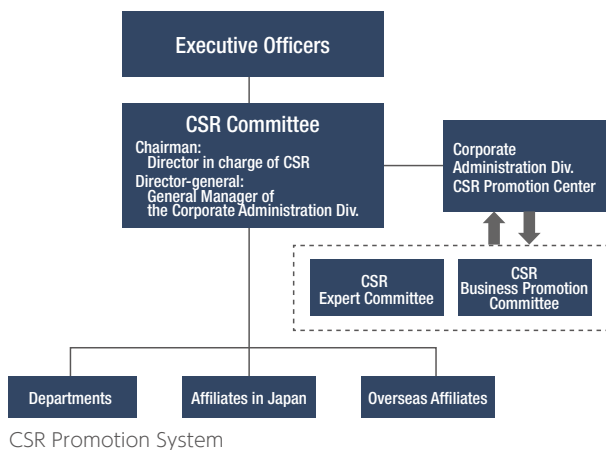 Executive Officers
CSR Committee
Chairman:
Director in charge of CSR
Director-general:
General Manager of
the Corporate Administration Div.
Corporate
Administration Div.
CSR Promotion Center
CSR
Expert Committee
CSR
Business Promotion
Committee
Departments
Affiliates in Japan
Overseas Affiliates
CSR Promotion System